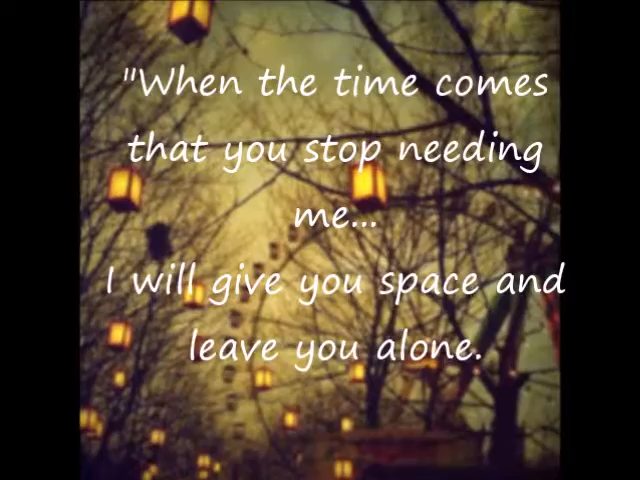 "When the time comes
that you stop needing
me...
I will give you space and
leave you alone.